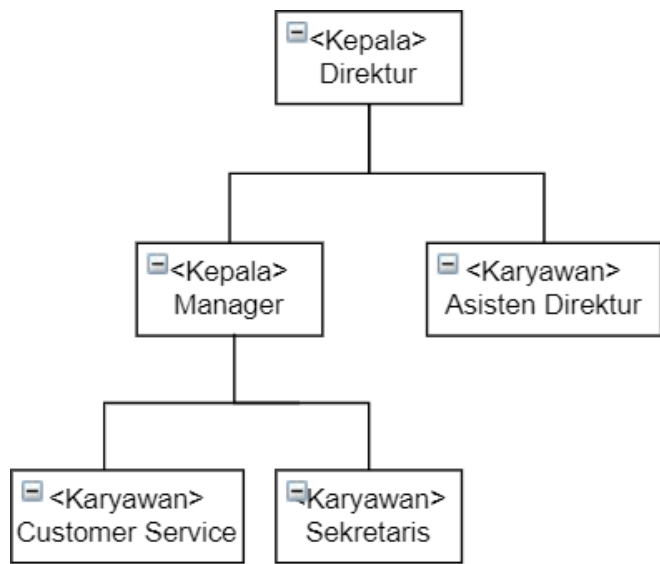 <Kepala>
Direktur
<Kepala>
Manager
<Karyawan>
Asisten Direktur
<Karyawan>
Customer Service
<Karyawan>
Sekretaris